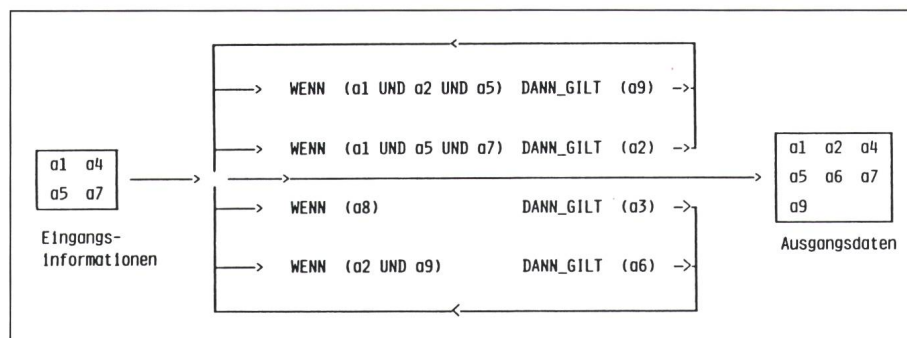 WENN (a1 UND a2 UND a5) DANN_GILT (a9)
WENN (a1 UND a5 UND a7) DANN_GILT (a2)
a1 a4
a5 a7
a1 a2 a4
a5 a6 a7
a9
WENN (a8) DANN_GILT (a3)
Eingangs-
informationen
Ausgangsdaten
WENN (a2 UND a9) DANN_GILT (a6)